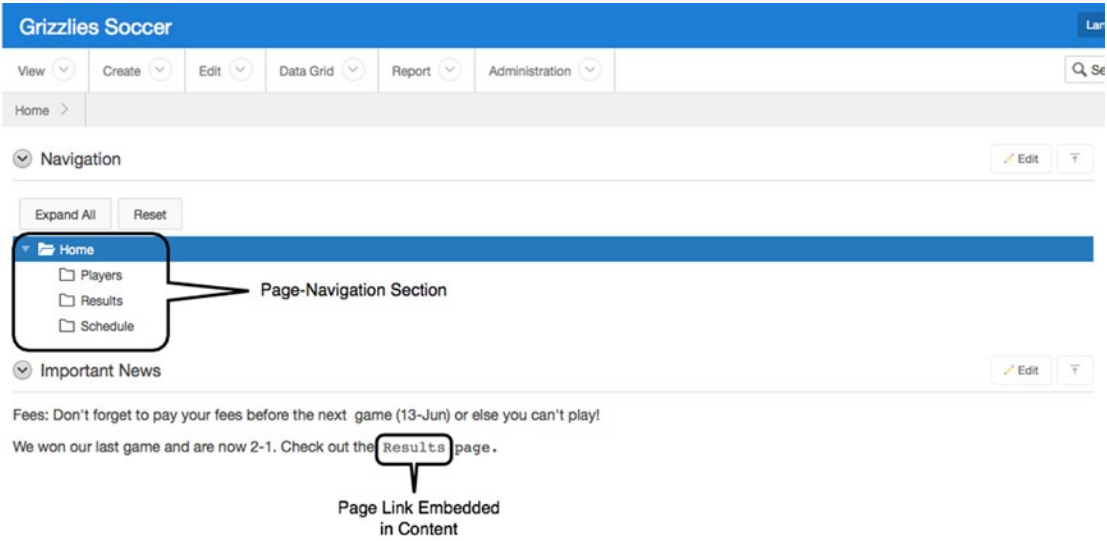 Grizzlies Soccer
View Create Edit Data Grid Report Administration
Home
Navigation Edit
Expand All Reset
Home
Players
Results
Schedule
Page-Navigation Section
Important News Edit
Fees: Don't forget to pay your fees before the next game (13-Jun) or else you can't play!
We won our last game and are now 2-1. Check out the Results page.
Page Link Embedded
in Content